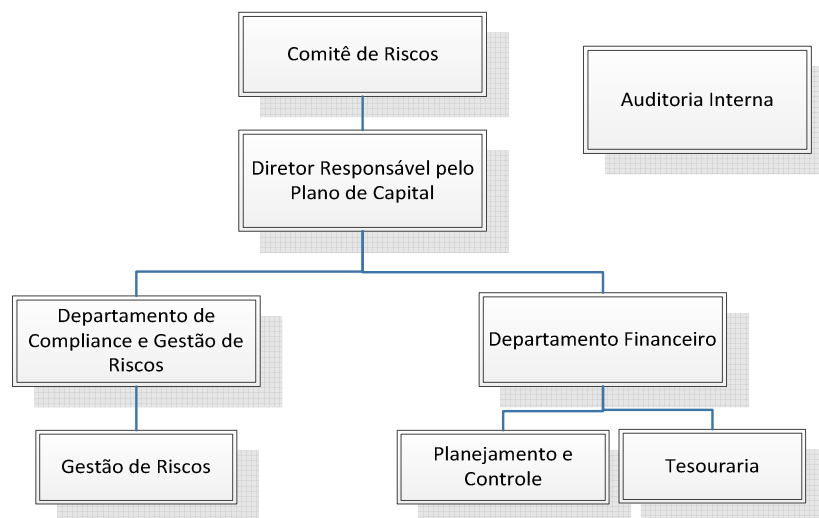 Comitê de Riscos
Auditoria Interna
Diretor Responsável pelo
Plano de Capital
Departamento de
Compliance e Gestão de
Riscos
Departamento Financeiro
Gestão de Riscos
Planejamento e
Controle
Tesouraria